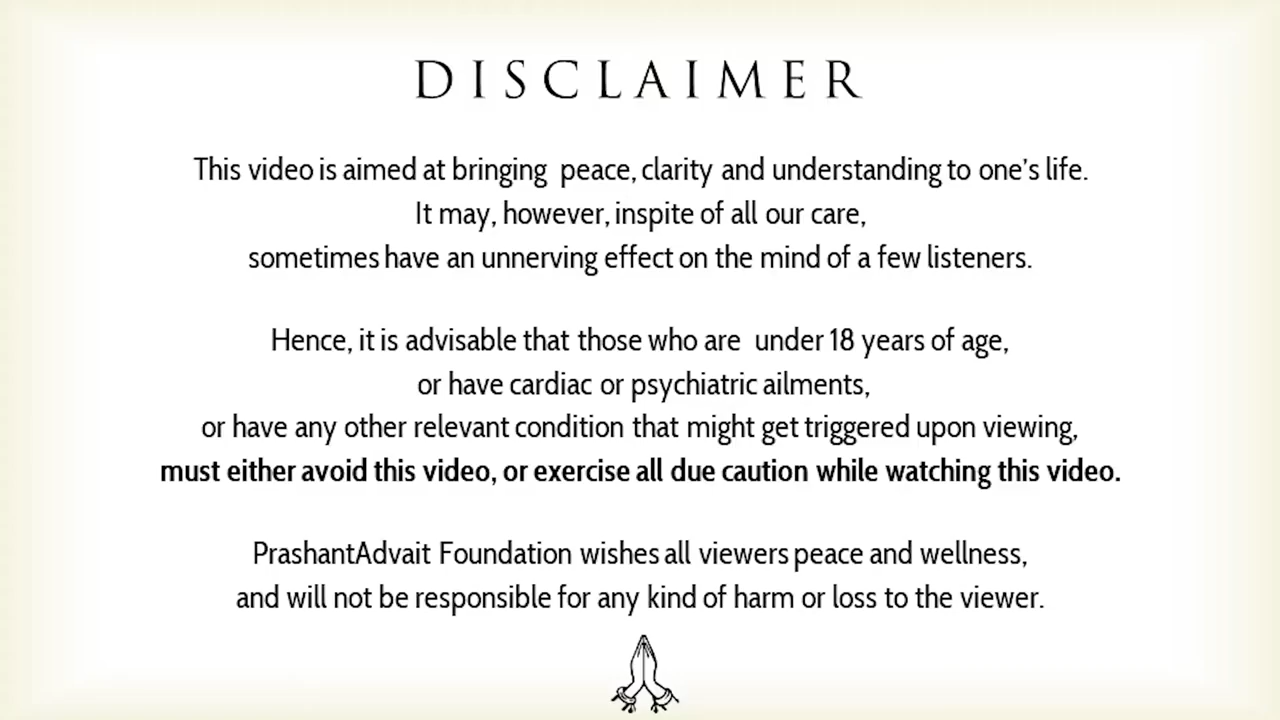 DISCLAIMER
This video is aimed at bringing peace, clarity and understanding to one's life.
It may, however, inspite of all our care,
sometimes have an unnerving effect on the mind of a few listeners.
Hence, it is advisable that those who are under 18 years of age,
or have cardiac or psychiatric ailments,
or have any other relevant condition that might get triggered upon viewing,
must either avoid this video, or exercise all due caution while watching this video.
PrashantAdvait Foundation wishes all viewers peace and wellness,
and will not be responsible for any kind of harm or loss to the viewer.